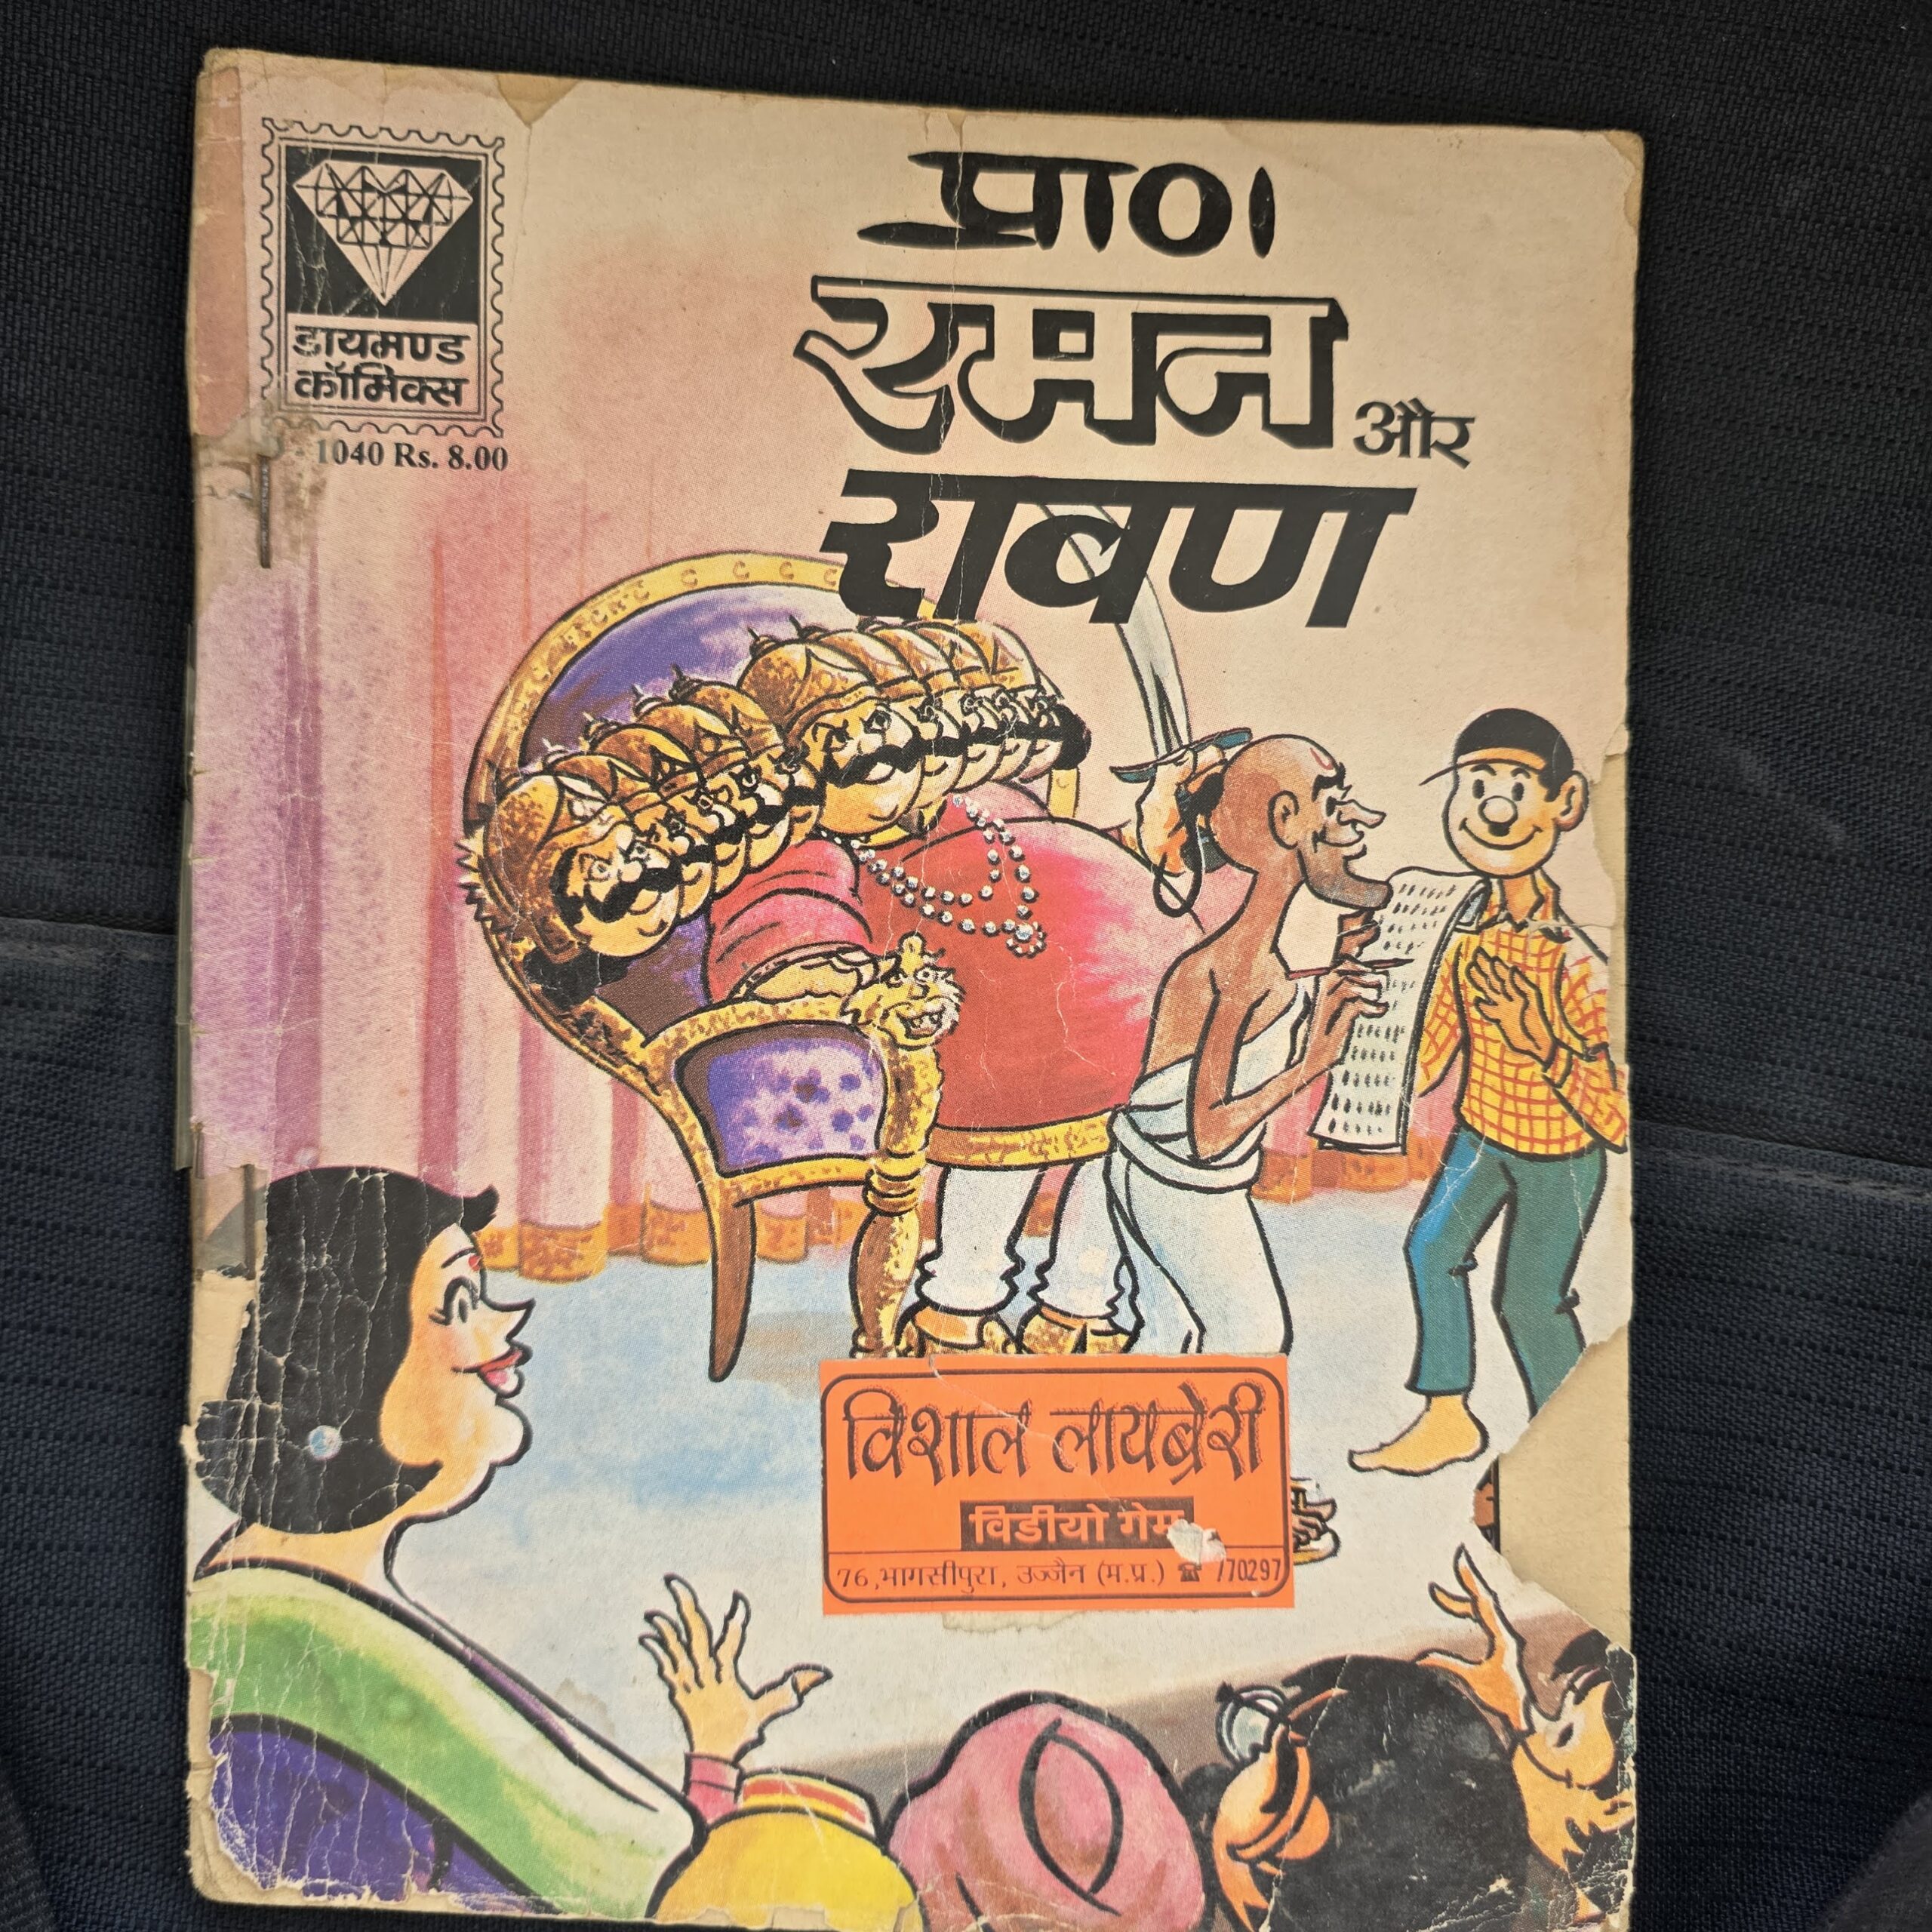 डायमण्ड
कॉमिक्स
1040 Rs. 8.00
प्राण
रमन और
रावण
विशाल लायब्रेरी
विडीयो गेम
76,भागसीपुरा, उज्जैन (म.प्र.) ☎ 770297